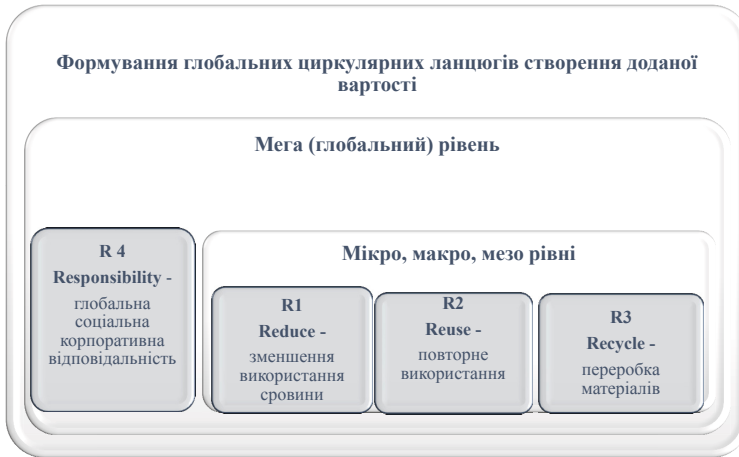 Формування глобальних циркулярних ланцюгів створення доданої
вартості
Мега (глобальний) рівень
R 4
Responsibility -
глобальна
соціальна
корпоративна
відповідальність
Мікро, макро, мезо рівні
R1
Reduce -
зменшення
використання
сровини
R2
Reuse -
повторне
використання
R3
Recycle -
переробка
матеріалів